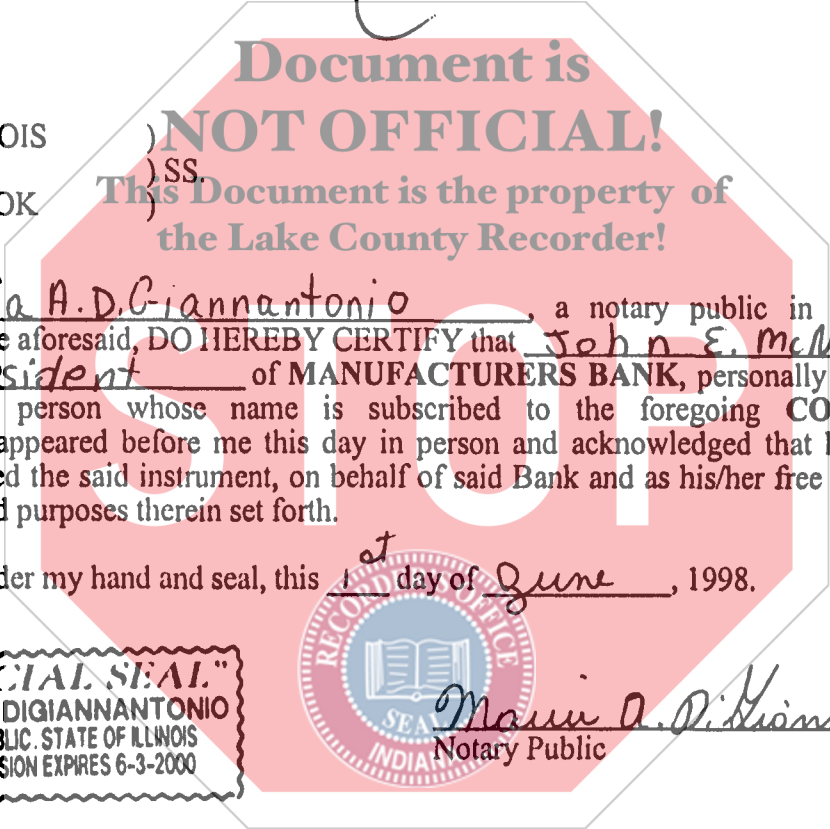 Document is
NOT OFFICIAL!
This Document is the property of
the Lake County Recorder!
STOP
OIS )
) SS.
OK )
a A.D.Giannantonio, a notary public in
e aforesaid, DO HEREBY CERTIFY that John E. McN
sident of MANUFACTURERS BANK, personally
person whose name is subscribed to the foregoing CO
appeared before me this day in person and acknowledged that h
ed the said instrument, on behalf of said Bank and as his/her free
d purposes therein set forth.
der my hand and seal, this 1st day of June, 1998.
RECORDER'S OFFICE
SEAL
INDIANA
CIAL SEAL"
DIGIANNANTONIO
BLIC. STATE OF ILLINOIS
SION EXPIRES 6-3-2000
A. DiGiann
Notary Public